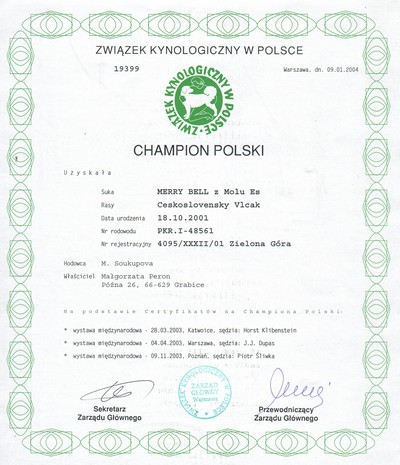 ZWIĄZEK KYNOLOGICZNY W POLSCE
19399
Warszawa, dn. 09.01.2004
ZWIĄZEK KYNOLOGICZNY W POLSCE
CHAMPION POLSKI
Uzyskała
Suka MERRY BELL z Molu Es
Rasy Ceskoslovensky Vlcak
Data urodzenia 18.10.2001
Nr rodowodu PKR.I-48561
Nr rejestracyjny 4095/XXXII/01 Zielona Góra
Hodowca M. Soukupova
Właściciel Małgorzata Peron
Późna 26, 66-629 Grabice
Na podstawie Certyfikatów na Championa Polski:
* wystawa międzynarodowa - 28.03.2003, Katwoice, sędzia: Horst Klibenstein
* wystawa międzynarodowa - 04.04.2003, Warszawa, sędzia: J.J. Dupas
* wystawa międzynarodowa - 09.11.2003, Poznań, sędzia: Piotr Śliwka
ZARZĄD
GŁÓWNY
Warszawa
Sekretarz
Zarządu Głównego
Przewodniczący
Zarządu Głównego